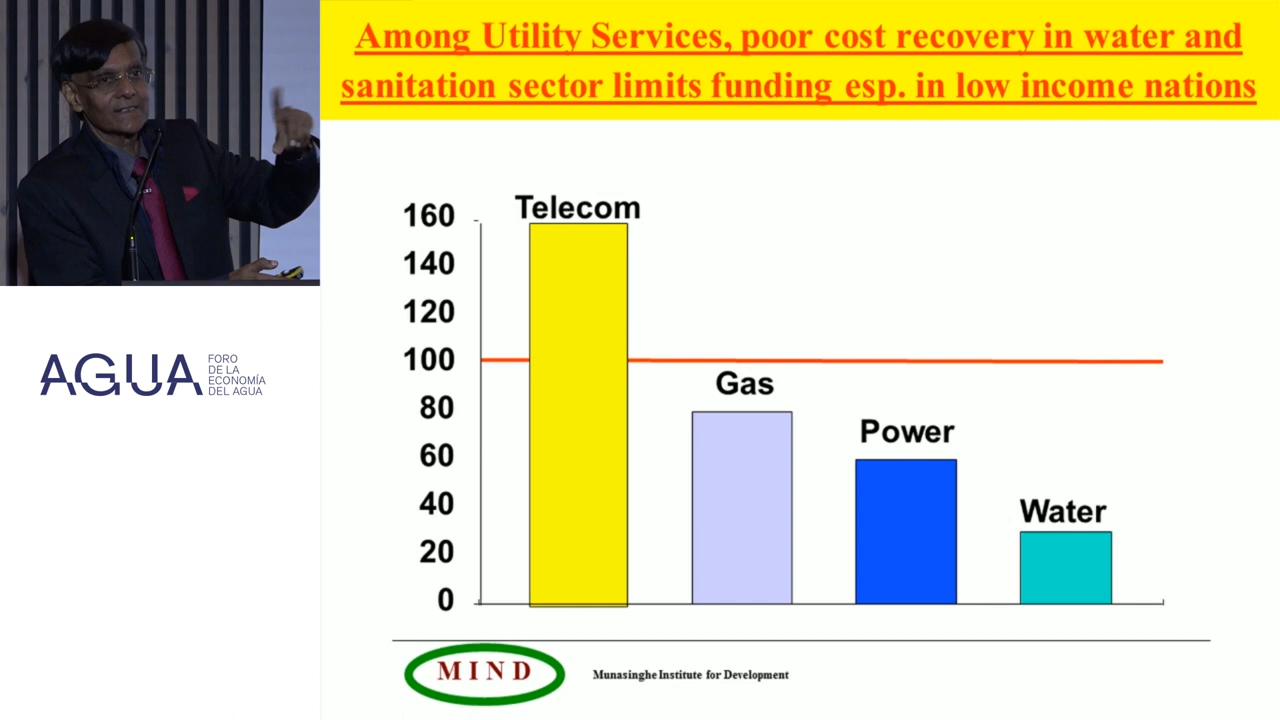 Among Utility Services, poor cost recovery in water and
sanitation sector limits funding esp. in low income nations
AGUA
FORO
DE LA
ECONOMÍA
DEL AGUA
160
140
120
100
80
60
40
20
0
Telecom
Gas
Power
Water
MIND
Munasinghe Institute for Development